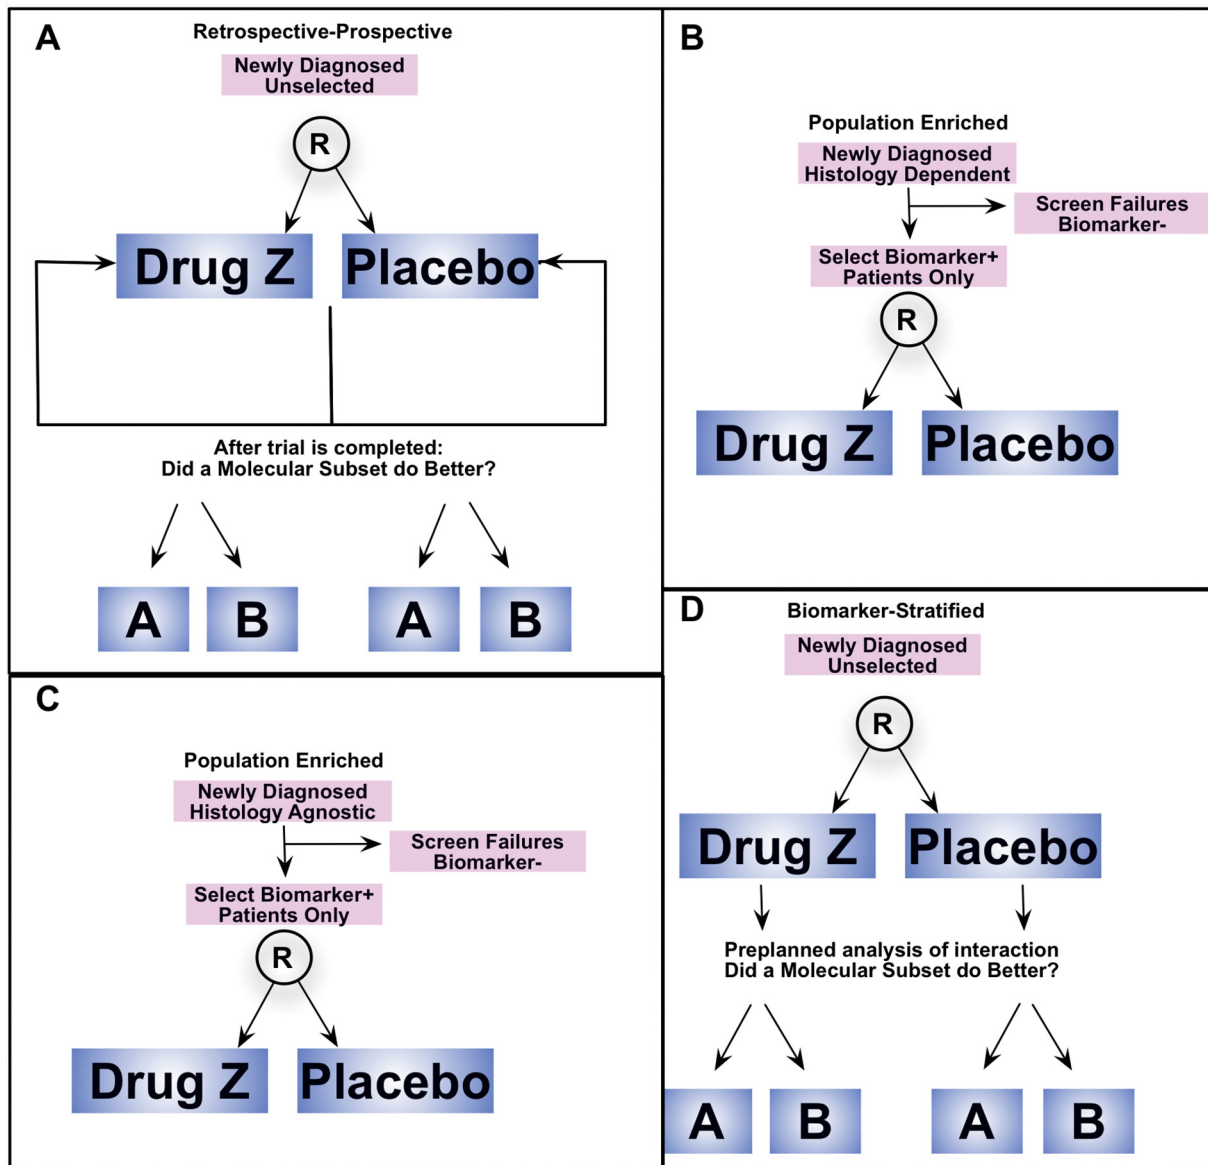 A
Retrospective-Prospective
Newly Diagnosed
Unselected
R
Drug Z
Placebo
After trial is completed:
Did a Molecular Subset do Better?
A
B
A
B
B
Population Enriched
Newly Diagnosed
Histology Dependent
Screen Failures
Biomarker-
Select Biomarker+
Patients Only
R
Drug Z
Placebo
C
Population Enriched
Newly Diagnosed
Histology Agnostic
Screen Failures
Biomarker-
Select Biomarker+
Patients Only
R
Drug Z
Placebo
D
Biomarker-Stratified
Newly Diagnosed
Unselected
R
Drug Z
Placebo
Preplanned analysis of interaction
Did a Molecular Subset do Better?
A
B
A
B